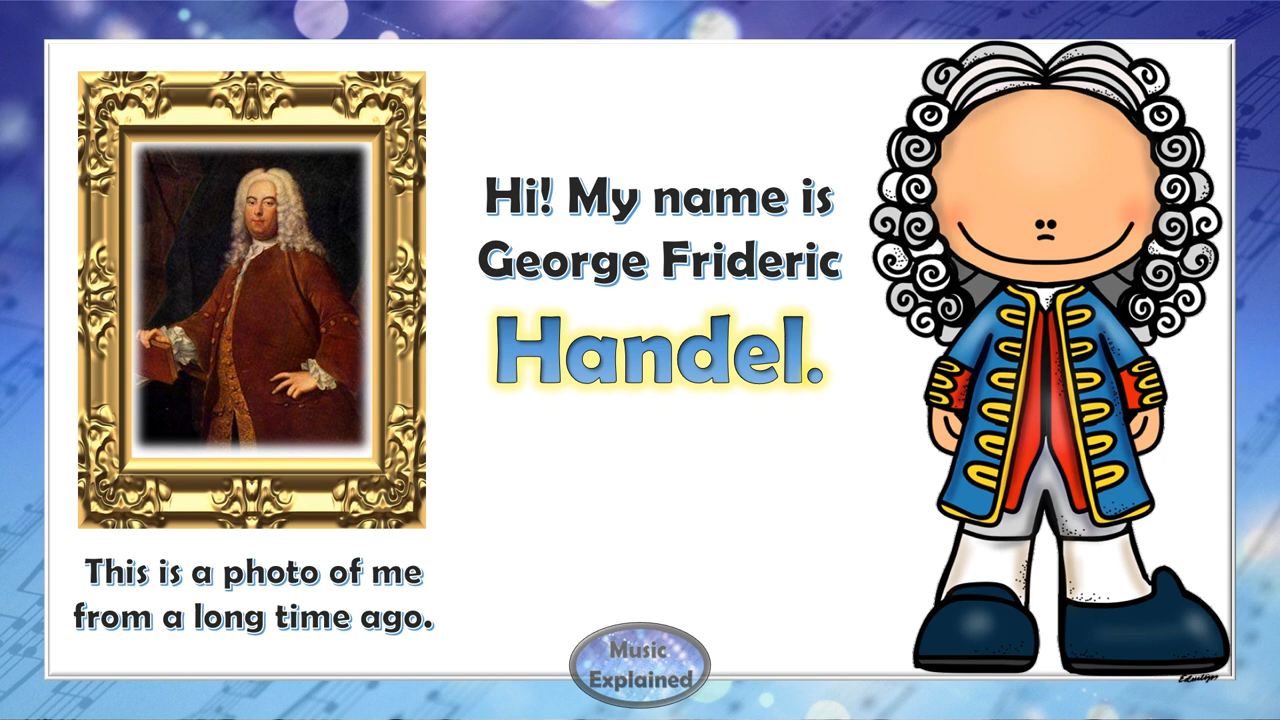 Hi! My name is
George Frideric
Handel.
This is a photo of me
from a long time ago.
Music
Explained